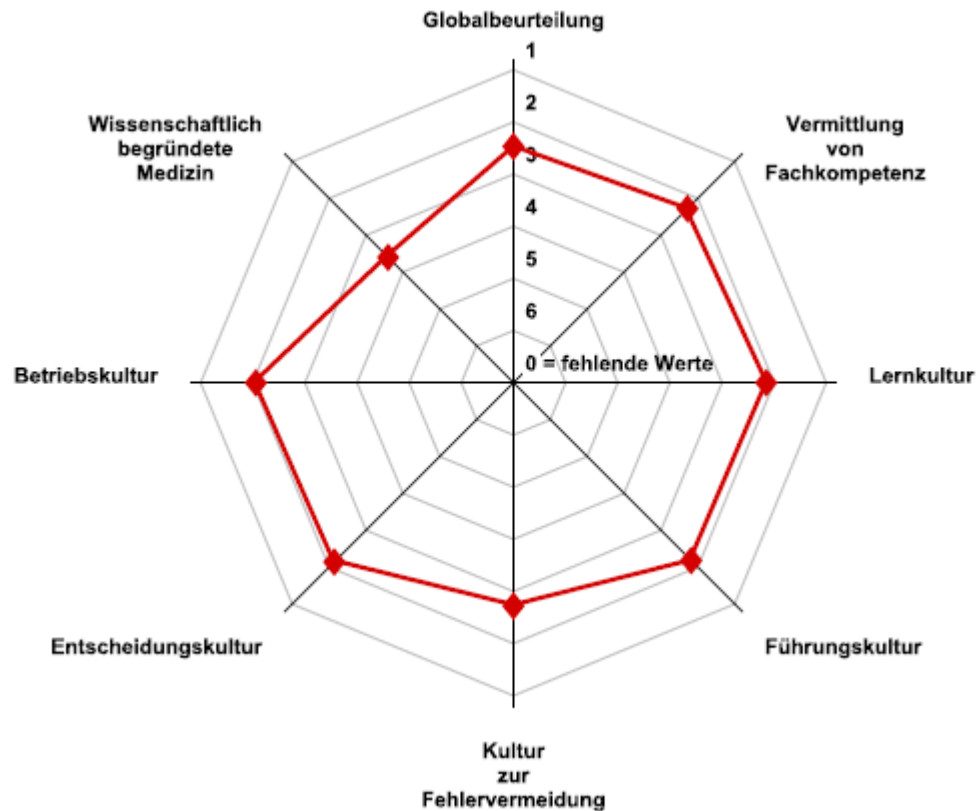 Globalbeurteilung
1
2
3
4
5
6
0 = fehlende Werte
Vermittlung
von
Fachkompetenz
Lernkultur
Führungskultur
Kultur
zur
Fehlervermeidung
Entscheidungskultur
Betriebskultur
Wissenschaftlich
begründete
Medizin